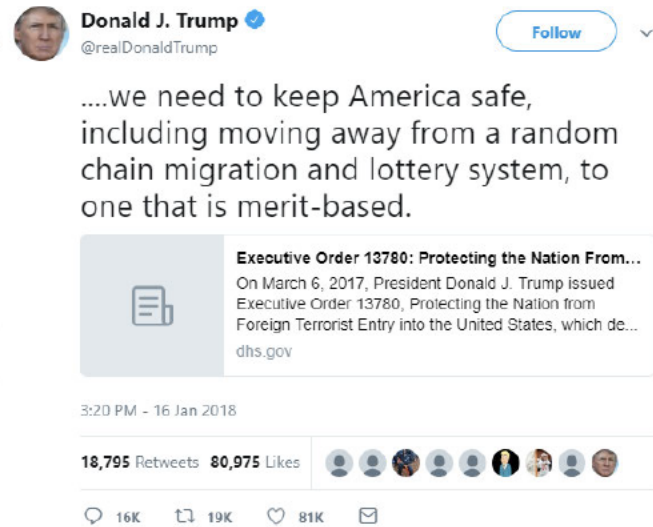 Donald J. Trump
Follow
@realDonaldTrump
....we need to keep America safe,
including moving away from a random
chain migration and lottery system, to
one that is merit-based.
Executive Order 13780: Protecting the Nation From...
On March 6, 2017, President Donald J. Trump issued
Executive Order 13780, Protecting the Nation from
Foreign Terrorist Entry into the United States, which de...
dhs.gov
3:20 PM - 16 Jan 2018
18,795 Retweets 80,975 Likes
16K 19K 81K